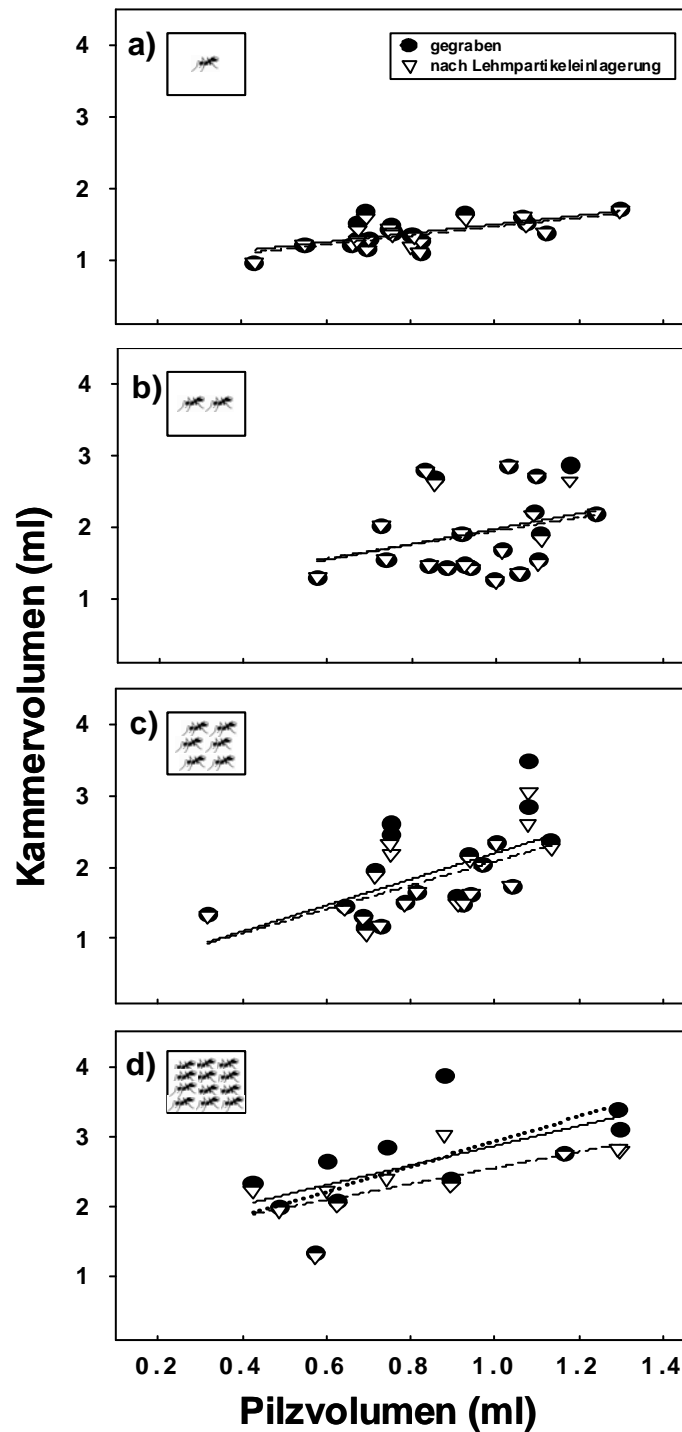 a)
gegraben
nach Lehmpartikeleinlagerung
4
3
2
1
b)
4
3
2
1
c)
4
3
2
1
d)
4
3
2
1
Kammervolumen (ml)
0.2 0.4 0.6 0.8 1.0 1.2 1.4
Pilzvolumen (ml)